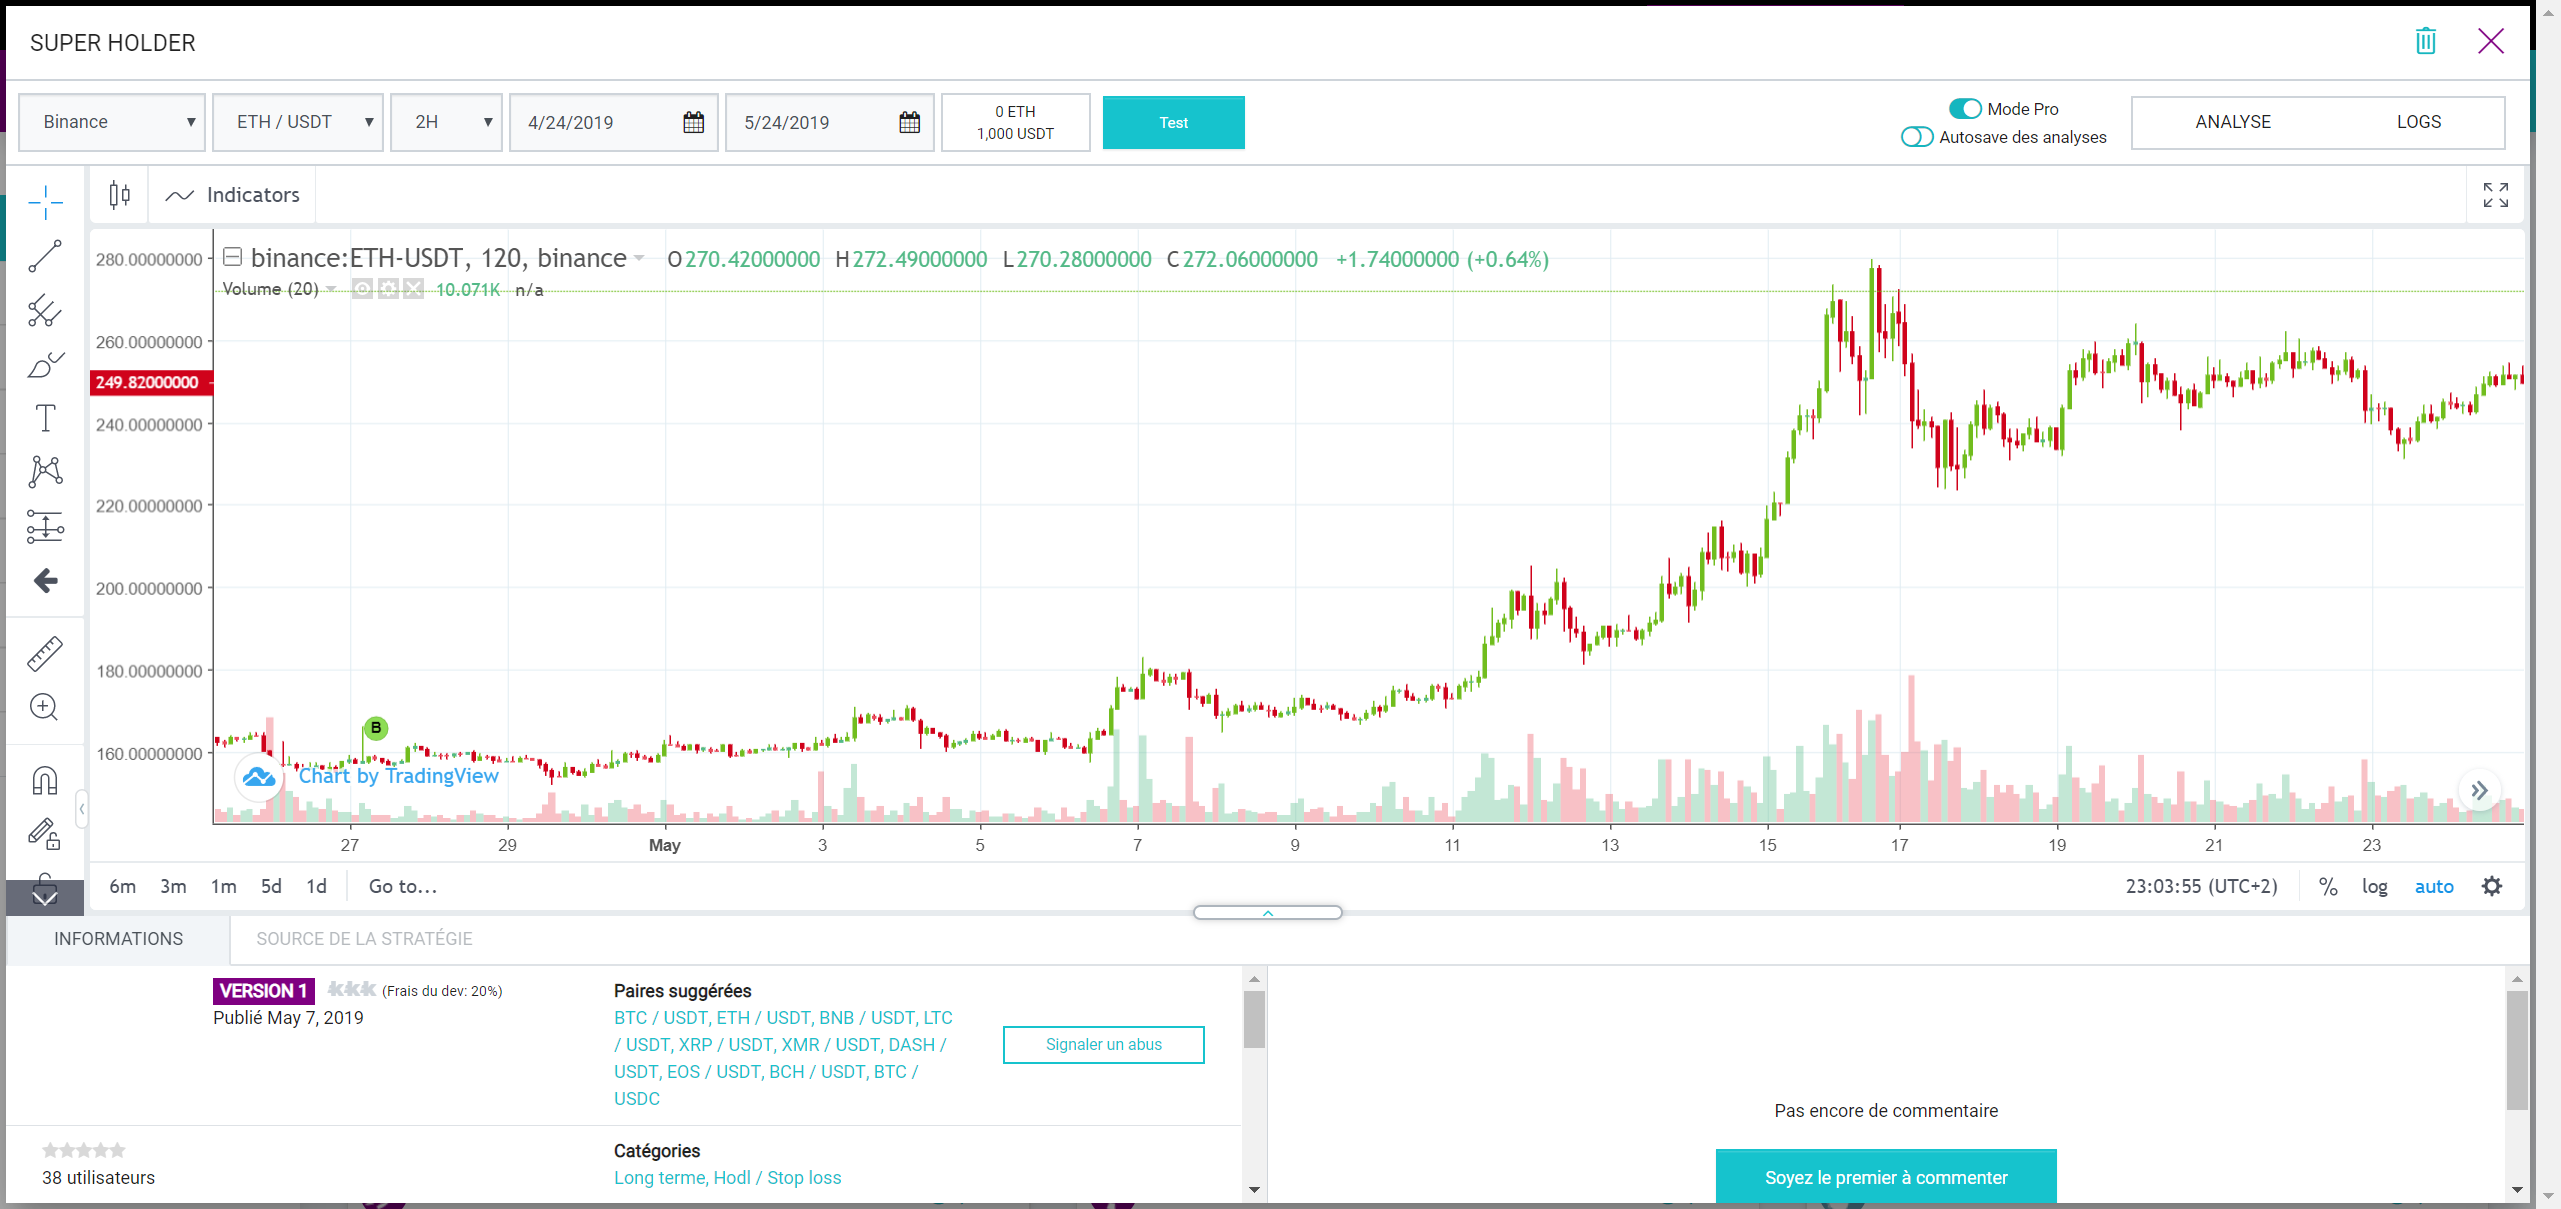 SUPER HOLDER
Binance ▼ ETH / USDT ▼ 2H ▼ 4/24/2019 5/24/2019
0 ETH
1,000 USDT
Test
Mode Pro
Autosave des analyses
ANALYSE LOGS
Indicators
binance:ETH-USDT, 120, binance O270.42000000 H272.49000000 L270.28000000 C272.06000000 +1.74000000 (+0.64%)
Volume (20) 10.071K n/a
280.00000000
260.00000000
249.82000000
240.00000000
220.00000000
200.00000000
180.00000000
160.00000000
B
Chart by TradingView
27 29 May 3 5 7 9 11 13 15 17 19 21 23
6m 3m 1m 5d 1d Go to... 23:03:55 (UTC+2) % log auto
INFORMATIONS SOURCE DE LA STRATÉGIE
VERSION 1 (Frais du dev: 20%)
Publié May 7, 2019
Paires suggérées
BTC / USDT, ETH / USDT, BNB / USDT, LTC
/ USDT, XRP / USDT, XMR / USDT, DASH /
USDT, EOS / USDT, BCH / USDT, BTC /
USDC
Signaler un abus
38 utilisateurs
Catégories
Long terme, Hodl / Stop loss
Pas encore de commentaire
Soyez le premier à commenter